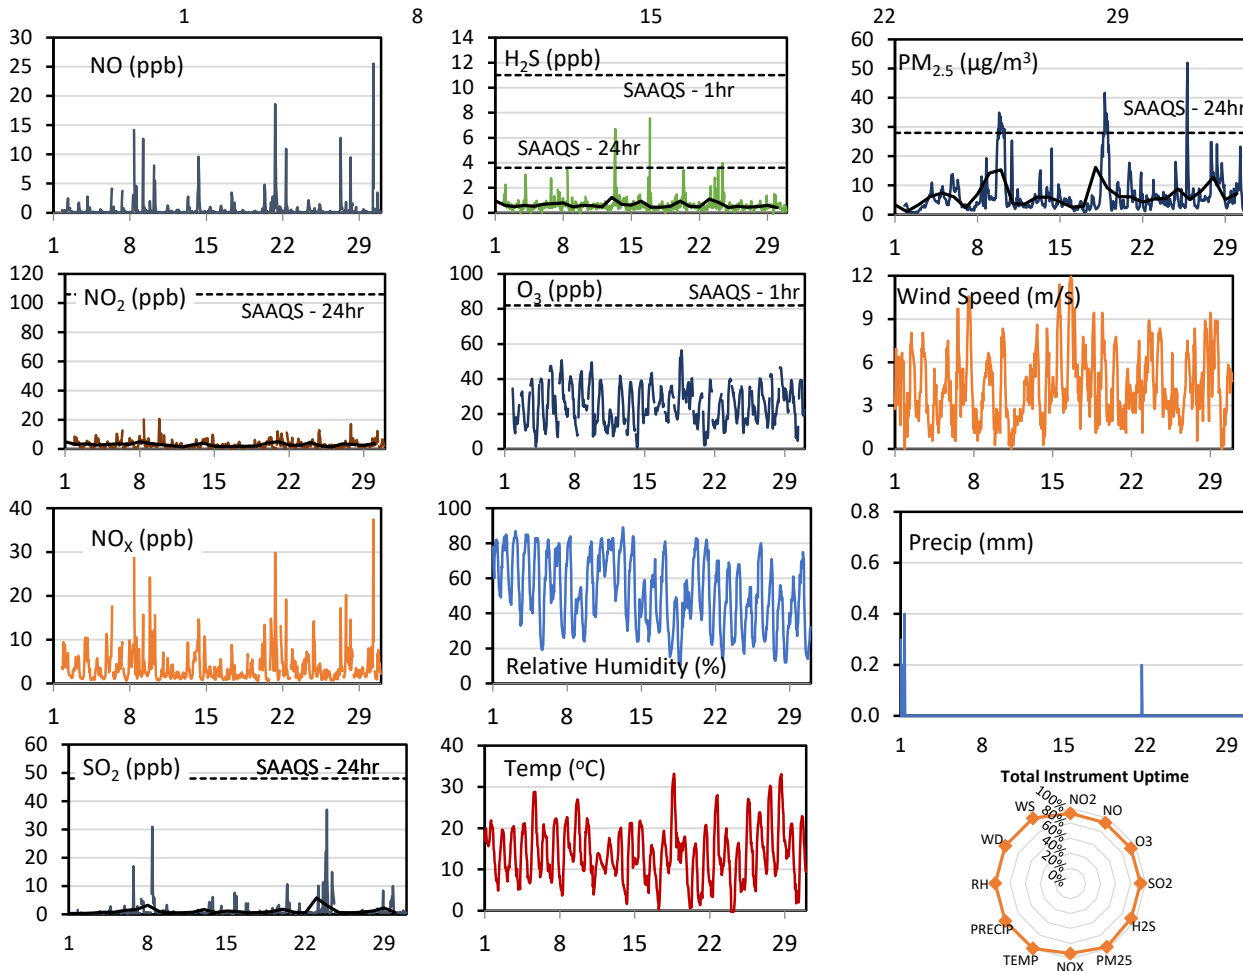 1 8 15 22 29
NO (ppb)
30
25
20
15
10
5
0
1 8 15 22 29
H₂S (ppb)
SAAQS - 1hr
SAAQS - 24hr
14
12
10
8
6
4
2
0
1 8 15 22 29
PM₂.₅ (µg/m³)
SAAQS - 24hr
60
50
40
30
20
10
0
1 8 15 22 29
NO₂ (ppb)
SAAQS - 24hr
120
100
80
60
40
20
0
1 8 15 22 29
O₃ (ppb)
SAAQS - 1hr
100
80
60
40
20
0
1 8 15 22 29
Wind Speed (m/s)
12
9
6
3
0
1 8 15 22 29
NOₓ (ppb)
40
30
20
10
0
1 8 15 22 29
100
80
60
40
20
0
Relative Humidity (%)
1 8 15 22 29
Precip (mm)
0.8
0.6
0.4
0.2
0.0
1 8 15 22 29
SO₂ (ppb)
SAAQS - 24hr
60
50
40
30
20
10
0
1 8 15 22 29
Temp (ᵒC)
40
30
20
10
0
1 8 15 22 29
Total Instrument Uptime
100%
80%
60%
40%
20%
0%
NO2
NO
O3
SO2
H2S
PM25
NOX
TEMP
PRECIP
RH
WD
WS